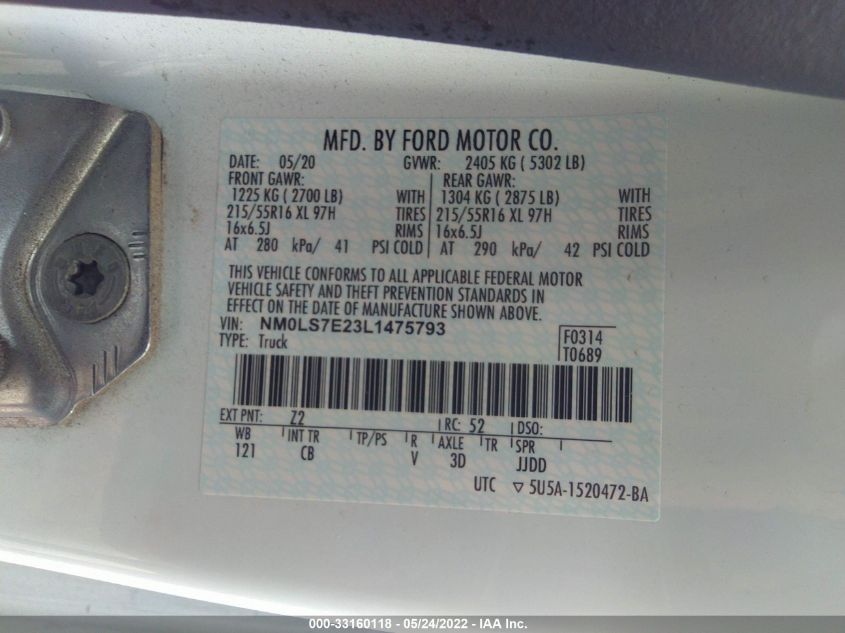 MFD. BY FORD MOTOR CO.
DATE: 05/20 GVWR: 2405 KG ( 5302 LB)
FRONT GAWR: REAR GAWR:
1225 KG ( 2700 LB) WITH 1304 KG ( 2875 LB) WITH
215/55R16 XL 97H TIRES 215/55R16 XL 97H TIRES
16x6.5J RIMS 16x6.5J RIMS
AT 280 kPa/ 41 PSI COLD AT 290 kPa/ 42 PSI COLD
THIS VEHICLE CONFORMS TO ALL APPLICABLE FEDERAL MOTOR
VEHICLE SAFETY AND THEFT PREVENTION STANDARDS IN
EFFECT ON THE DATE OF MANUFACTURE SHOWN ABOVE.
VIN: NM0LS7E23L1475793
TYPE: Truck
F0314
T0689
EXT PNT: Z2 RC: 52 DSO:
WB INT TR TP/PS R AXLE TR SPR
121 CB V 3D JJDD
UTC ▽ 5U5A-1520472-BA
000-33160118 - 05/24/2022 - IAA Inc.